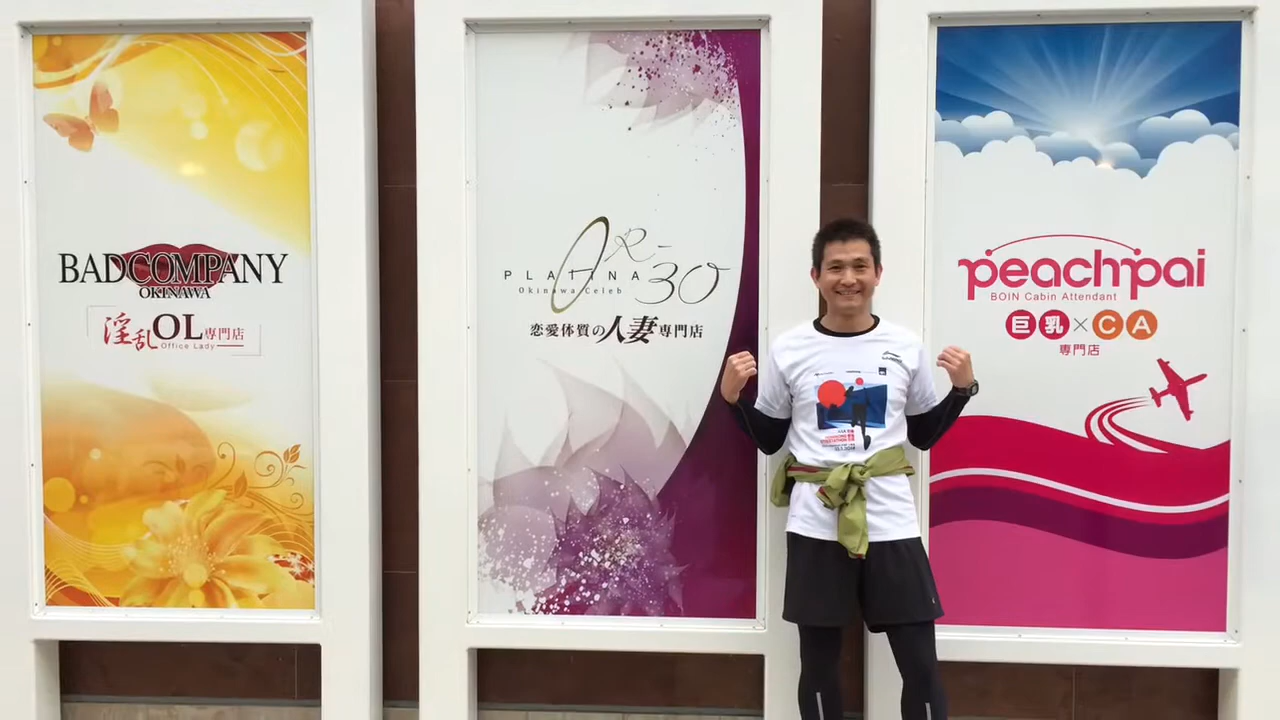 BADCOMPANY
OKINAWA
淫乱OL専門店
Office Lady
AR-30
PLATINA
Okinawa Celeb
恋愛体質の人妻専門店
peachpai
BOIN Cabin Attendant
巨乳×CA
専門店